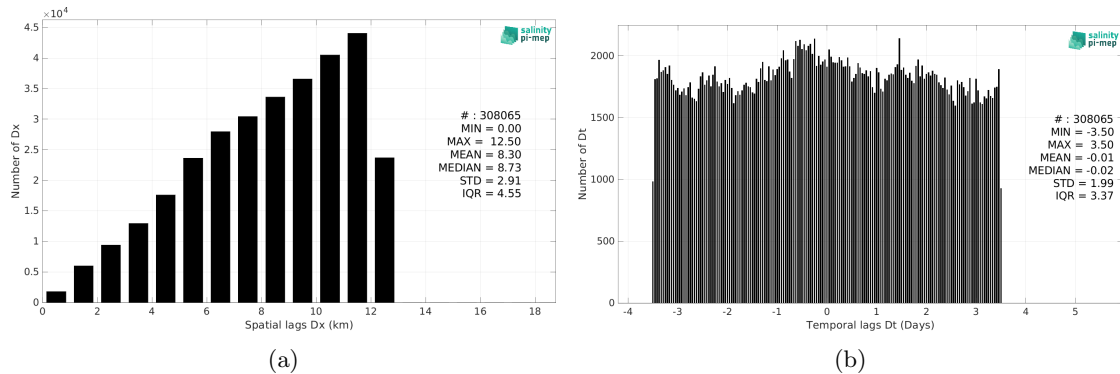 ×10⁴
4.5
4
3.5
3
2.5
2
1.5
1
0.5
0
Number of Dx
0 2 4 6 8 10 12 14 16 18
Spatial lags Dx (km)
salinity
pi-mep
# : 308065
MIN = 0.00
MAX = 12.50
MEAN = 8.30
MEDIAN = 8.73
STD = 2.91
IQR = 4.55
(a)
2000
1500
1000
500
0
Number of Dt
-4 -3 -2 -1 0 1 2 3 4 5
Temporal lags Dt (Days)
salinity
pi-mep
# : 308065
MIN = -3.50
MAX = 3.50
MEAN = -0.01
MEDIAN = -0.02
STD = 1.99
IQR = 3.37
(b)